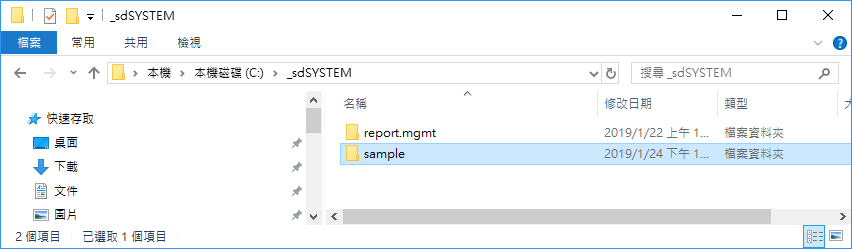 _sdSYSTEM
檔案 常用 共用 檢視
本機 本機磁碟 (C:) _sdSYSTEM 搜尋 _sdSYSTEM
名稱 修改日期 類型
快速存取
report.mgmt 2019/1/22 上午 1... 檔案資料夾
桌面
sample 2019/1/24 下午 1... 檔案資料夾
下載
文件
圖片
2 個項目 已選取 1 個項目